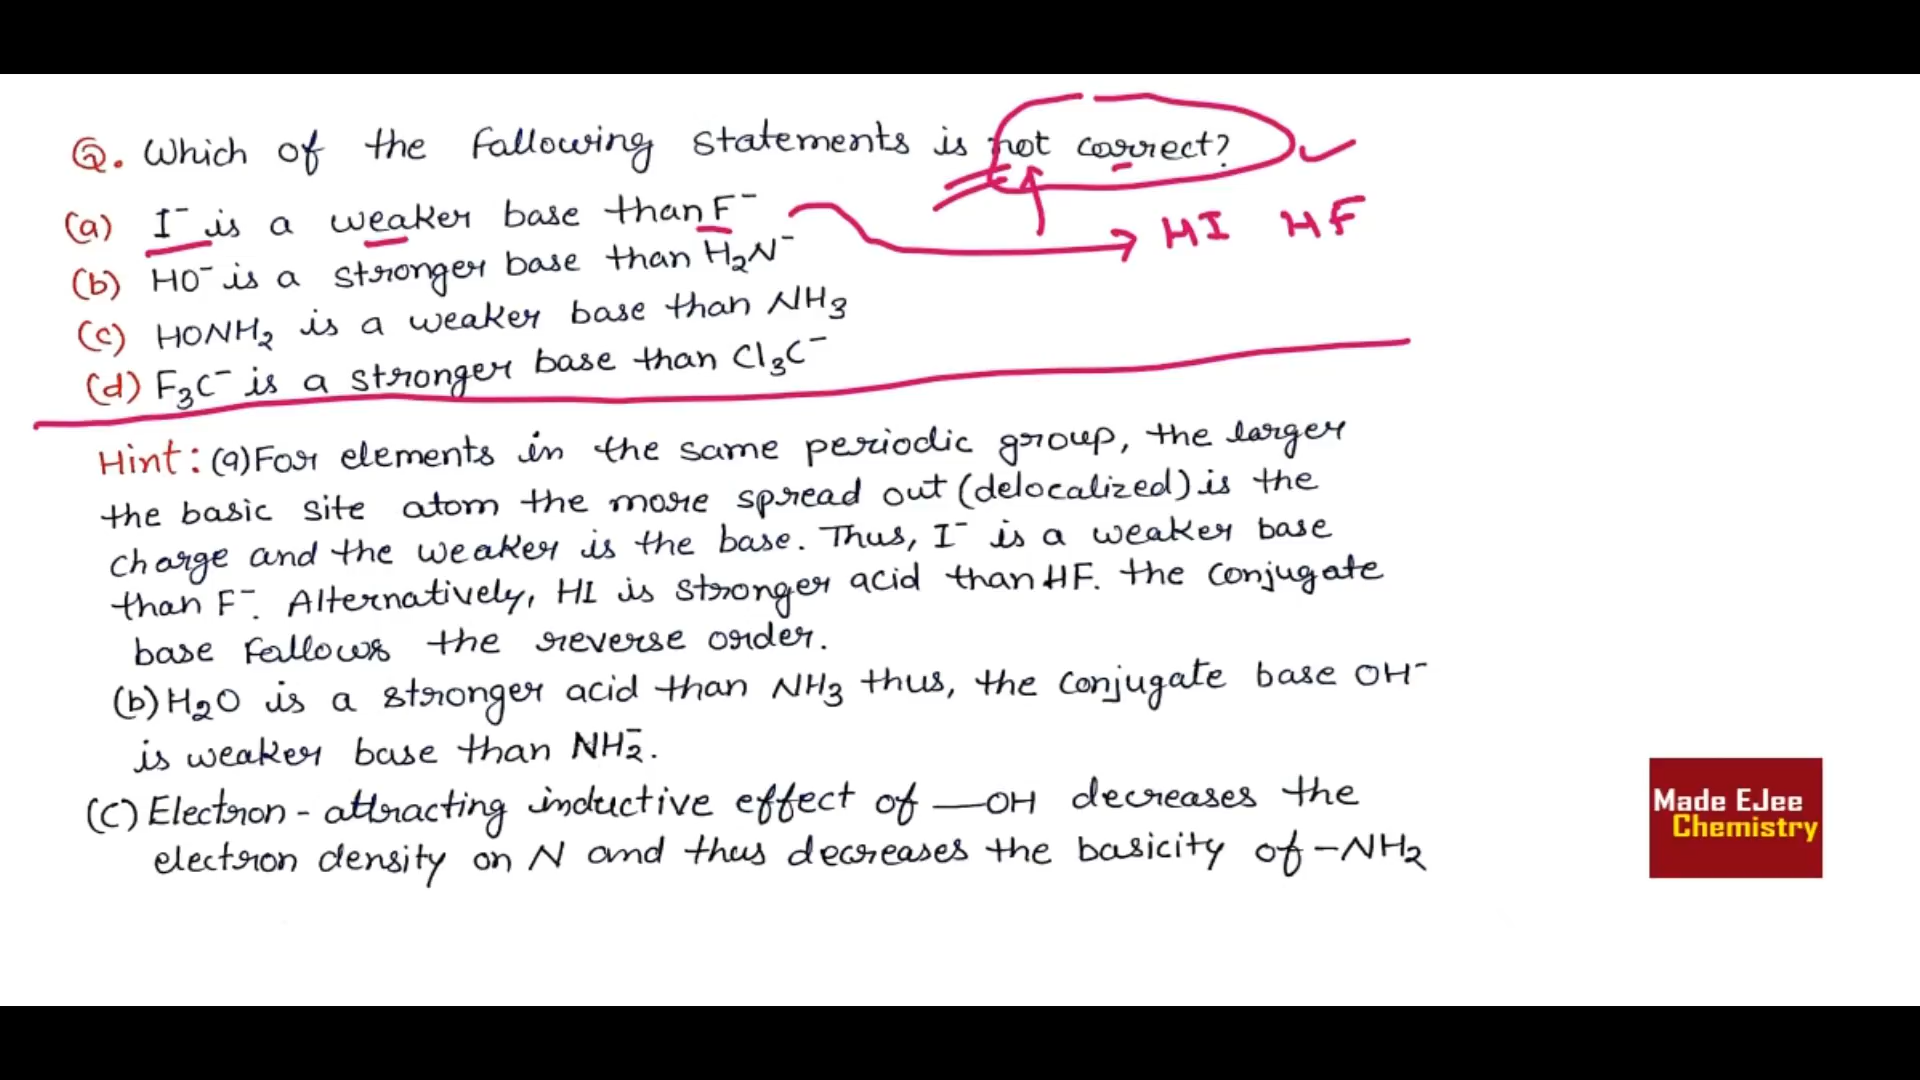 Q. Which of the fallowing statements is not correct?
(a) I⁻ is a weaker base than F⁻
HI HF
(b) HO⁻ is a stronger base than H₂N⁻
(c) HONH₂ is a weaker base than NH₃
(d) F₃C⁻ is a stronger base than Cl₃C⁻
Hint: (a) For elements in the same periodic group, the larger
the basic site atom the more spread out (delocalized) is the
charge and the weaker is the base. Thus, I⁻ is a weaker base
than F⁻. Alternatively, HI is stronger acid than HF. the conjugate
base fallows the reverse order.
(b) H₂O is a stronger acid than NH₃ thus, the conjugate base OH⁻
is weaker base than NH₂⁻.
(C) Electron - attracting inductive effect of —OH decreases the
electron density on N and thus decreases the basicity of -NH₂
Made EJee
Chemistry